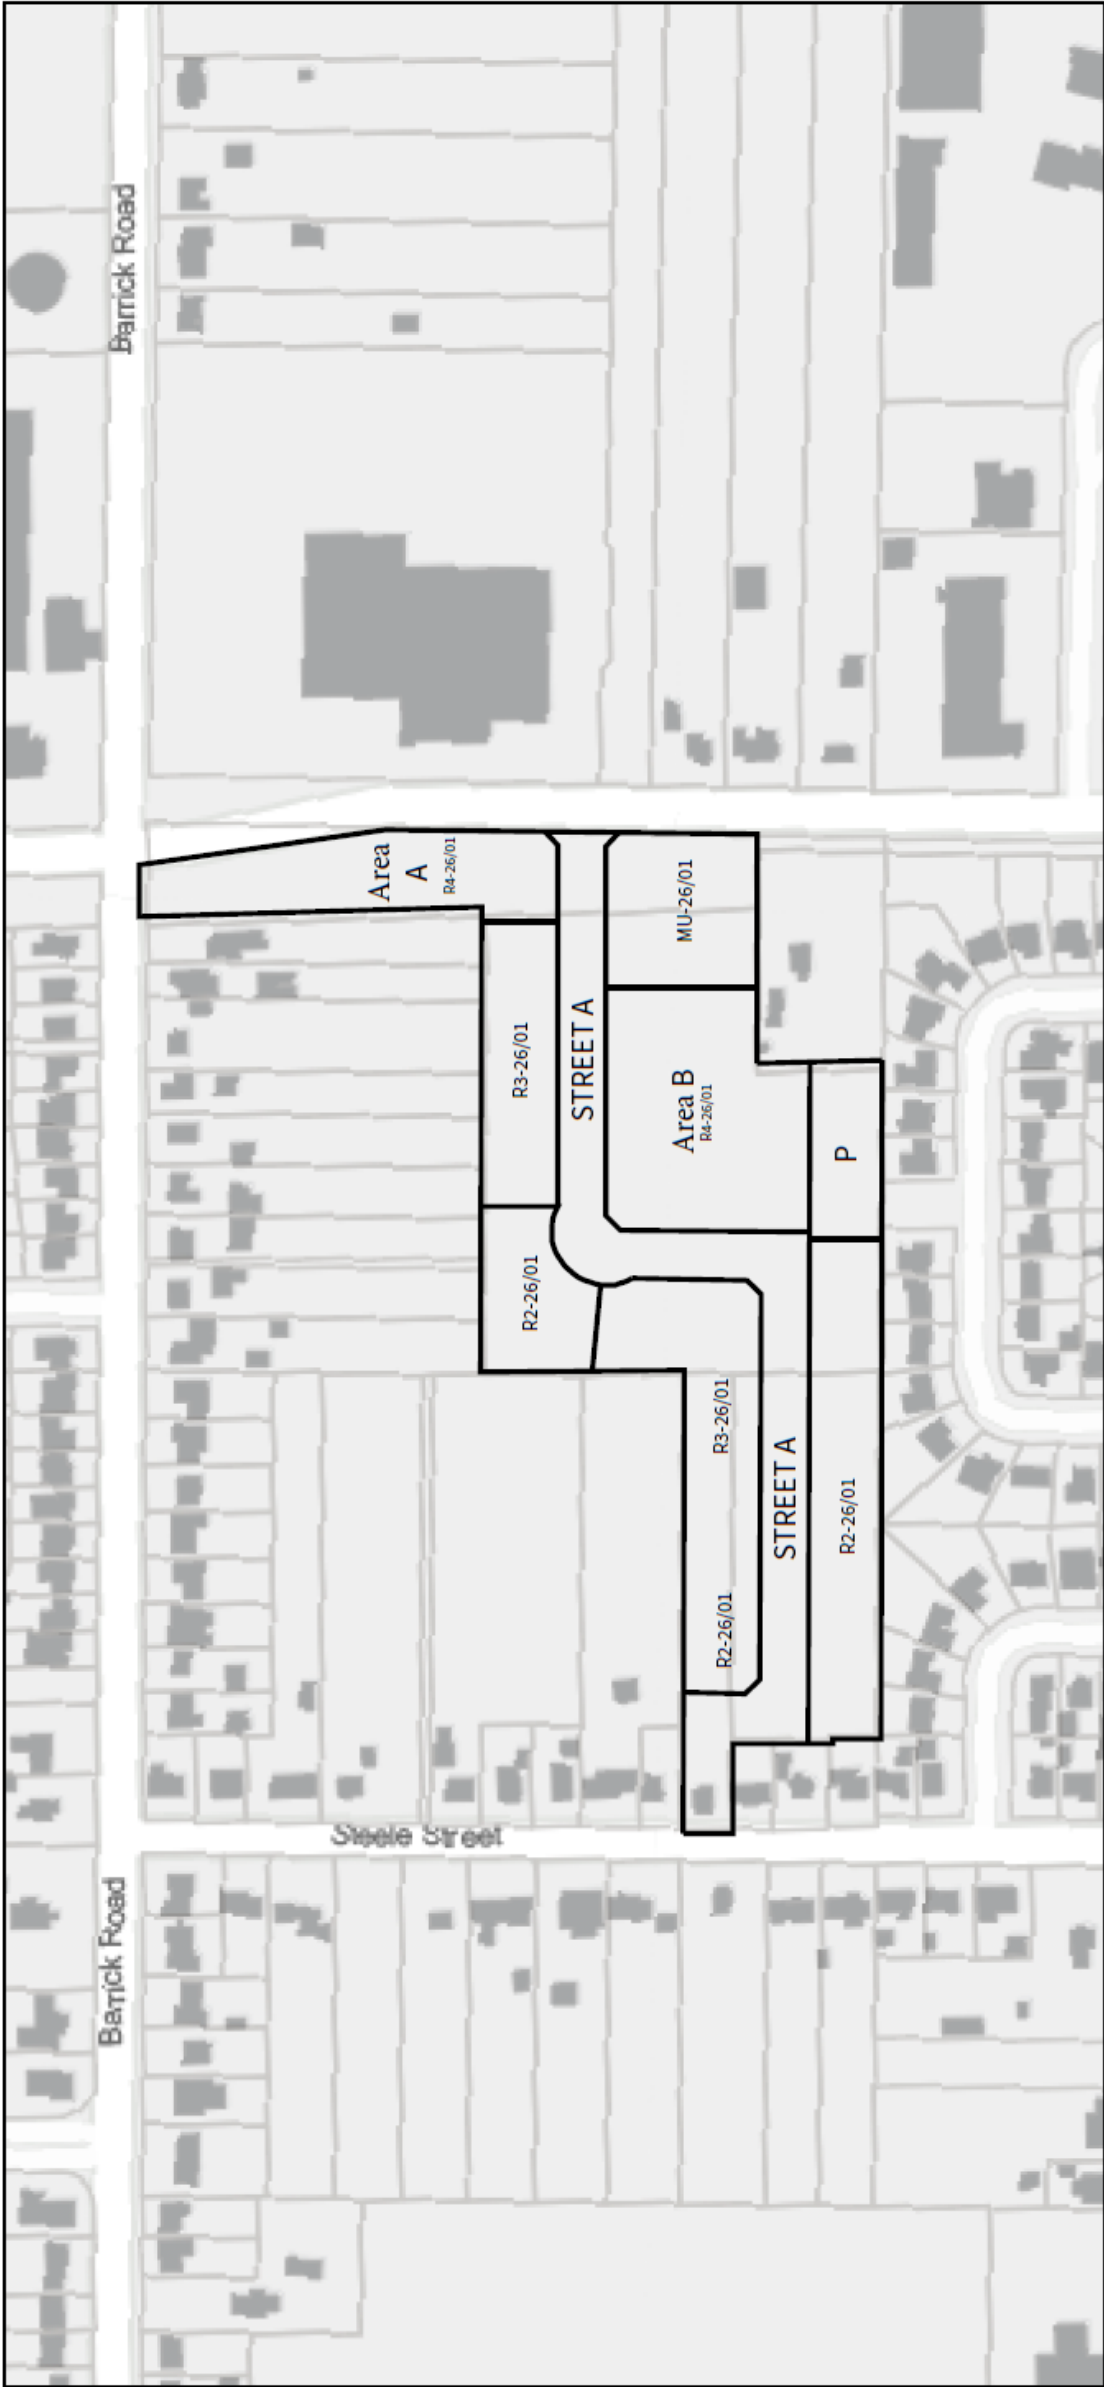 Barrick Road
Area
A
R4-26/01
MU-26/01
R3-26/01
STREET A
Area B
R4-26/01
P
R2-26/01
R3-26/01
STREET A
R2-26/01
R2-26/01
Steele Street
Barrick Road